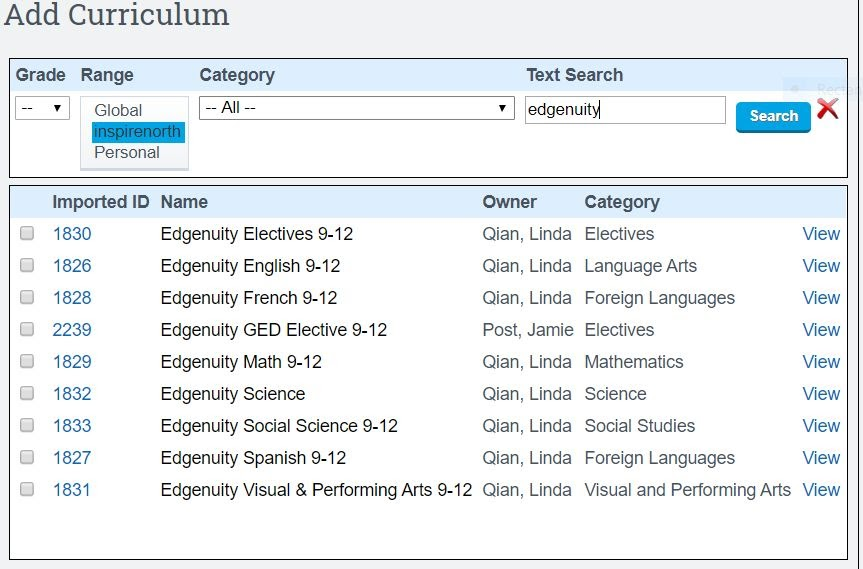 Add Curriculum
Grade Range Category Text Search
-- Global -- All -- edgenuity Search
inspirenorth
Personal
Imported ID Name Owner Category
1830 Edgenuity Electives 9-12 Qian, Linda Electives View
1826 Edgenuity English 9-12 Qian, Linda Language Arts View
1828 Edgenuity French 9-12 Qian, Linda Foreign Languages View
2239 Edgenuity GED Elective 9-12 Post, Jamie Electives View
1829 Edgenuity Math 9-12 Qian, Linda Mathematics View
1832 Edgenuity Science Qian, Linda Science View
1833 Edgenuity Social Science 9-12 Qian, Linda Social Studies View
1827 Edgenuity Spanish 9-12 Qian, Linda Foreign Languages View
1831 Edgenuity Visual & Performing Arts 9-12 Qian, Linda Visual and Performing Arts View